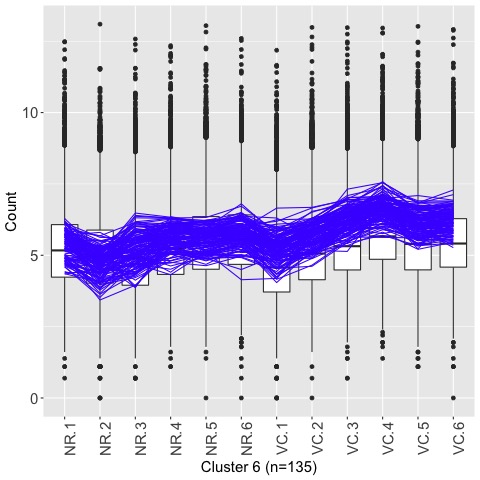 Count
10
5
0
NR.1
NR.2
NR.3
NR.4
NR.5
NR.6
VC.1
VC.2
VC.3
VC.4
VC.5
VC.6
Cluster 6 (n=135)